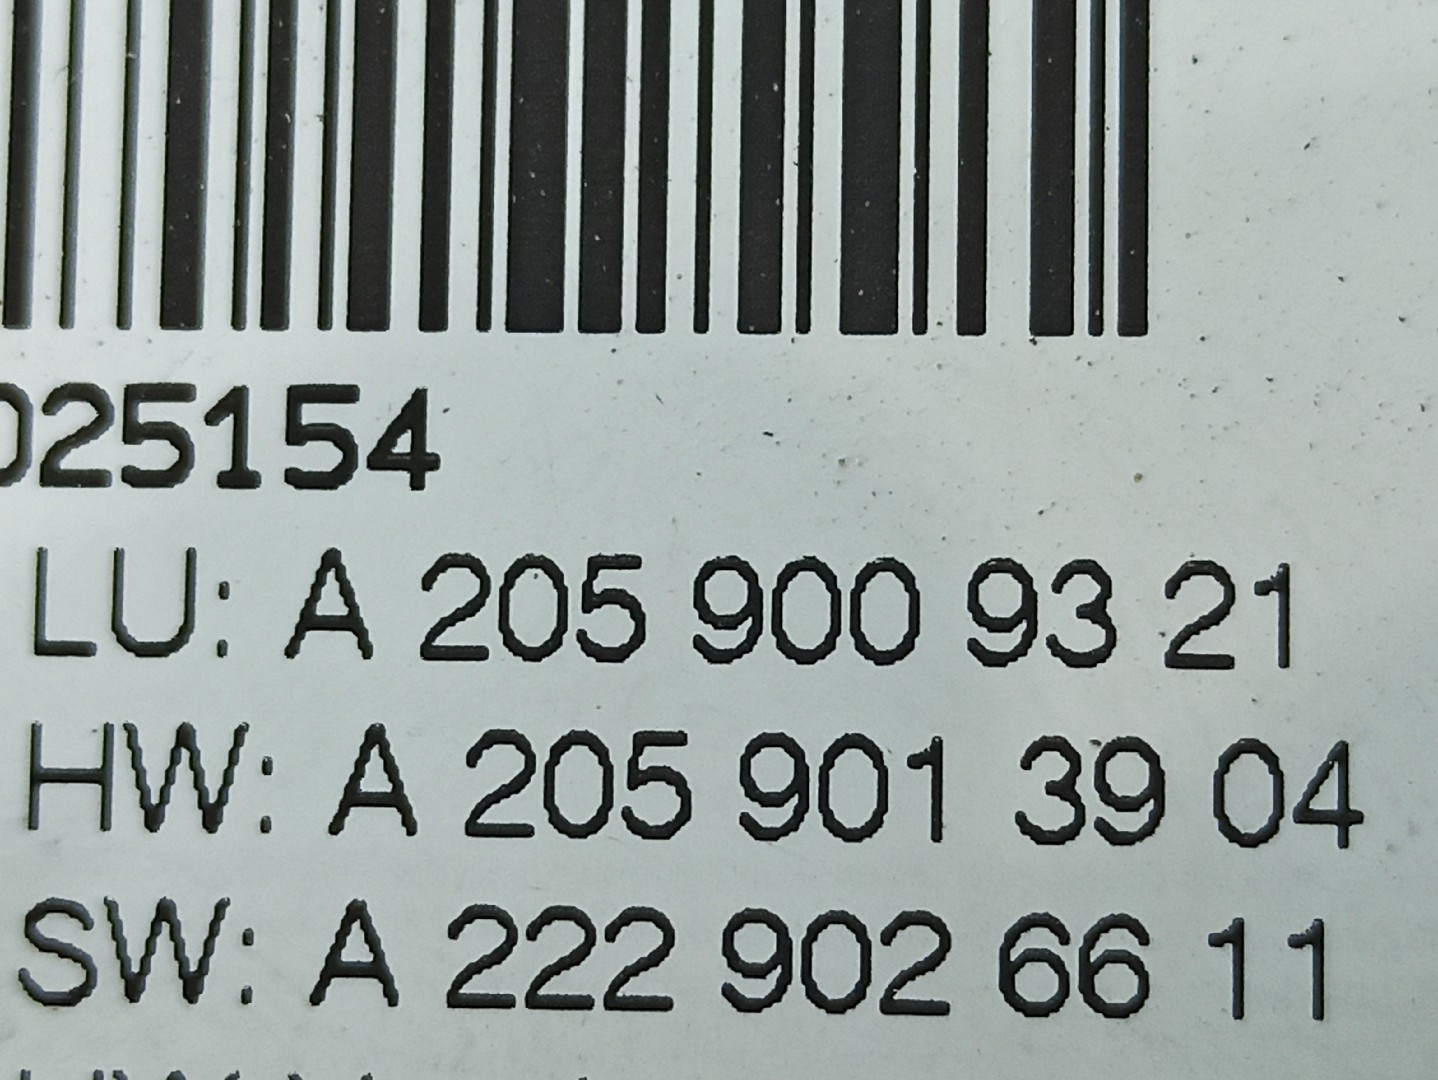 025154
LU: A 205 900 93 21
HW: A 205 901 39 04
SW: A 222 902 66 11